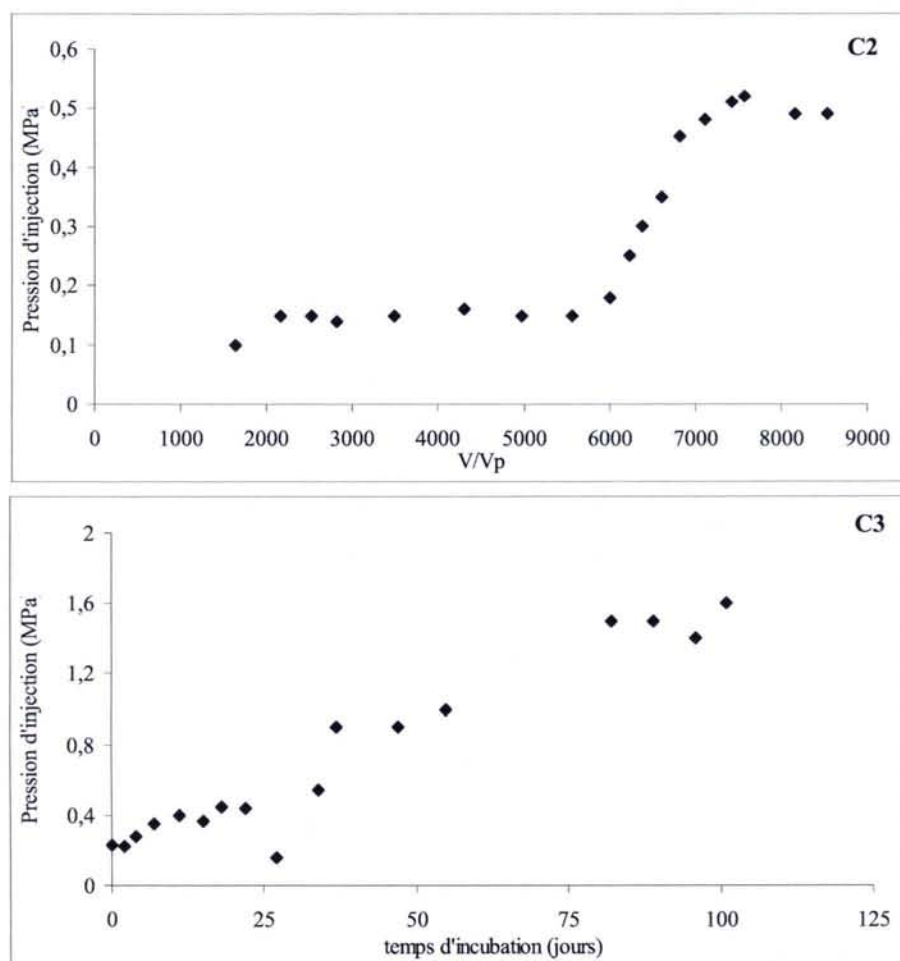 C2
Pression d'injection (MPa
0,6
0,5
0,4
0,3
0,2
0,1
0
0 1000 2000 3000 4000 5000 6000 7000 8000 9000
V/Vp
C3
Pression d'injection (MPa
2
1,6
1,2
0,8
0,4
0
0 25 50 75 100 125
temps d'incubation (jours)